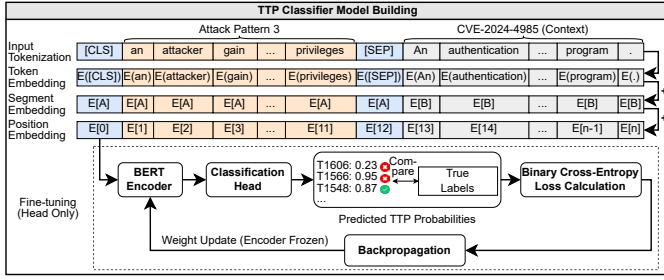 TTP Classifier Model Building
Attack Pattern 3 CVE-2024-4985 (Context)
Input Tokenization [CLS] an attacker gain ... privileges [SEP] An authentication ... program .
Token Embedding E([CLS]) E(an) E(attacker) E(gain) ... E(privileges) E([SEP]) E(An) E(authentication) ... E(program) E(.)
+
Segment Embedding E[A] E[A] E[A] E[A] ... E[A] E[A] E[B] E[B] ... E[B] E[B]
+
Position Embedding E[0] E[1] E[2] E[3] ... E[11] E[12] E[13] E[14] ... E[n-1] E[n]
Fine-tuning
(Head Only)
BERT
Encoder
Classification
Head
T1606: 0.23
T1566: 0.95
T1548: 0.87
...
Com-
pare
True
Labels
Predicted TTP Probabilities
Binary Cross-Entropy
Loss Calculation
Weight Update (Encoder Frozen)
Backpropagation